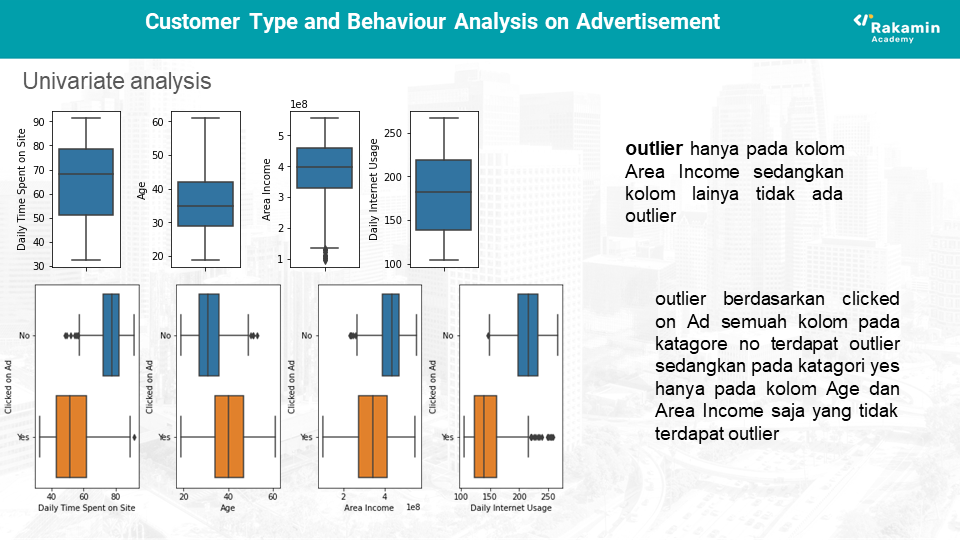 Customer Type and Behaviour Analysis on Advertisement
Rakamin
Academy
Univariate analysis
1e8
90
80
70
60
50
40
30
Daily Time Spent on Site
60
50
40
30
20
Age
5
4
3
2
1
Area Income
250
200
150
100
Daily Internet Usage
outlier hanya pada kolom
Area Income sedangkan
kolom lainya tidak ada
outlier
No
Yes
Clicked on Ad
40
60
80
Daily Time Spent on Site
No
Yes
Clicked on Ad
20
40
60
Age
No
Yes
Clicked on Ad
2
4
1e8
Area Income
No
Yes
Clicked on Ad
100
150
200
250
Daily Internet Usage
outlier berdasarkan clicked
on Ad semuah kolom pada
katagore no terdapat outlier
sedangkan pada katagori yes
hanya pada kolom Age dan
Area Income saja yang tidak
terdapat outlier